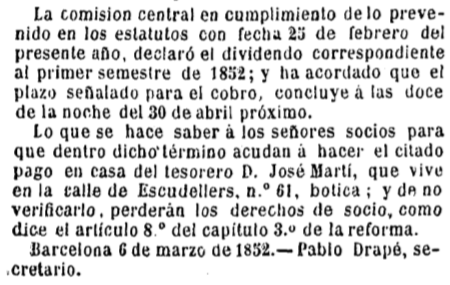 La comision central en cumplimiento de lo preve-
nido en los estatutos con fecha 25 de febrero del
presente año, declaró el dividendo correspondiente
al primer semestre de 1852; y ha acordado que el
plazo señalado para el cobro, concluye à las doce
de la noche del 30 de abril próximo.
Lo que se hace saber à los señores socios para
que dentro dicho término acudan à hacer el citado
pago en casa del tesorero D. José Martí, que vive
en la calle de Escudellers, n.º 61, botica; y de no
verificarlo, perderán los derechos de socio, como
dice el artículo 8.º del capítulo 3.º de la reforma.
Barcelona 6 de marzo de 1852.— Pablo Drapé, se-
cretario.